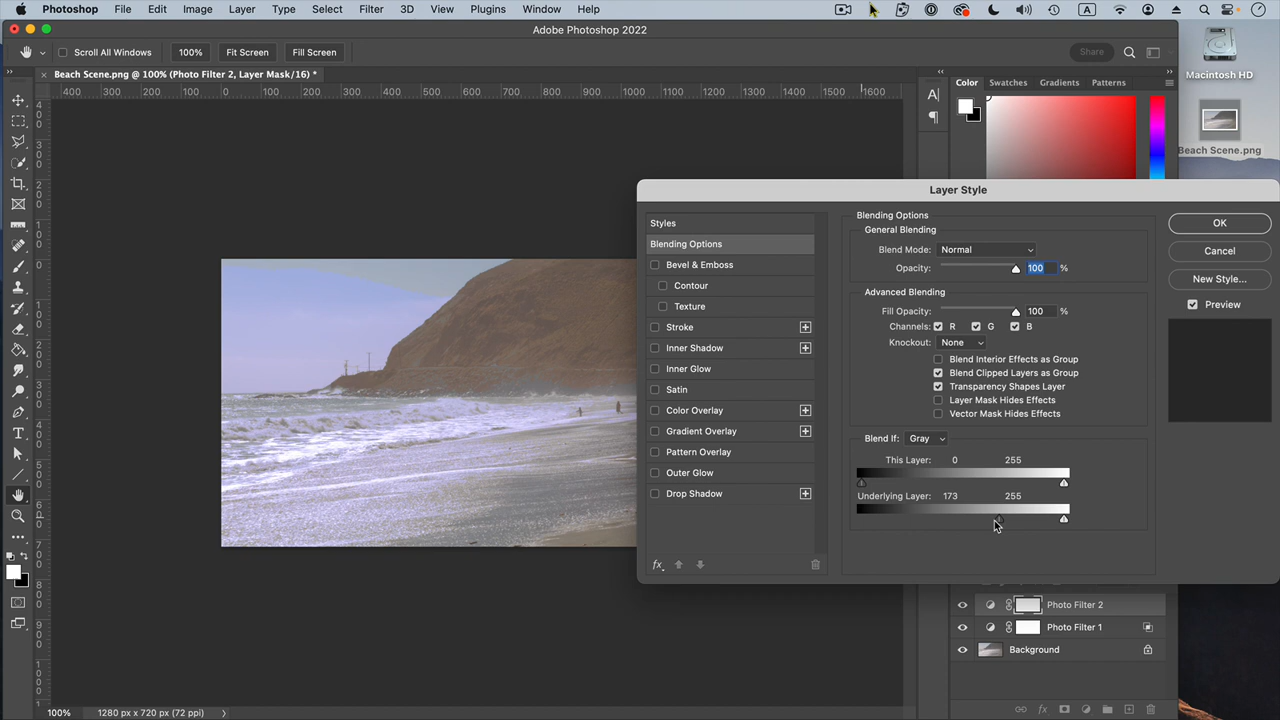 Photoshop File Edit Image Layer Type Select Filter 3D View Plugins Window Help
Adobe Photoshop 2022
Scroll All Windows 100% Fit Screen Fill Screen Share
Beach Scene.png @ 100% (Photo Filter 2, Layer Mask/16) *
400 300 200 100 0 100 200 300 400 500 600 700 800 900 1000 1100 1200 1300 1400 1500 1600
Color Swatches Gradients Patterns
Macintosh HD
Beach Scene.png
Layer Style
Styles
Blending Options
Bevel & Emboss
Contour
Texture
Stroke
Inner Shadow
Inner Glow
Satin
Color Overlay
Gradient Overlay
Pattern Overlay
Outer Glow
Drop Shadow
fx
Blending Options
General Blending
Blend Mode: Normal
Opacity: 100 %
Advanced Blending
Fill Opacity: 100 %
Channels: R G B
Knockout: None
Blend Interior Effects as Group
Blend Clipped Layers as Group
Transparency Shapes Layer
Layer Mask Hides Effects
Vector Mask Hides Effects
Blend If: Gray
This Layer: 0 255
Underlying Layer: 173 255
OK
Cancel
New Style...
Preview
Photo Filter 2
Photo Filter 1
Background
fx
100% 1280 px x 720 px (72 ppi)